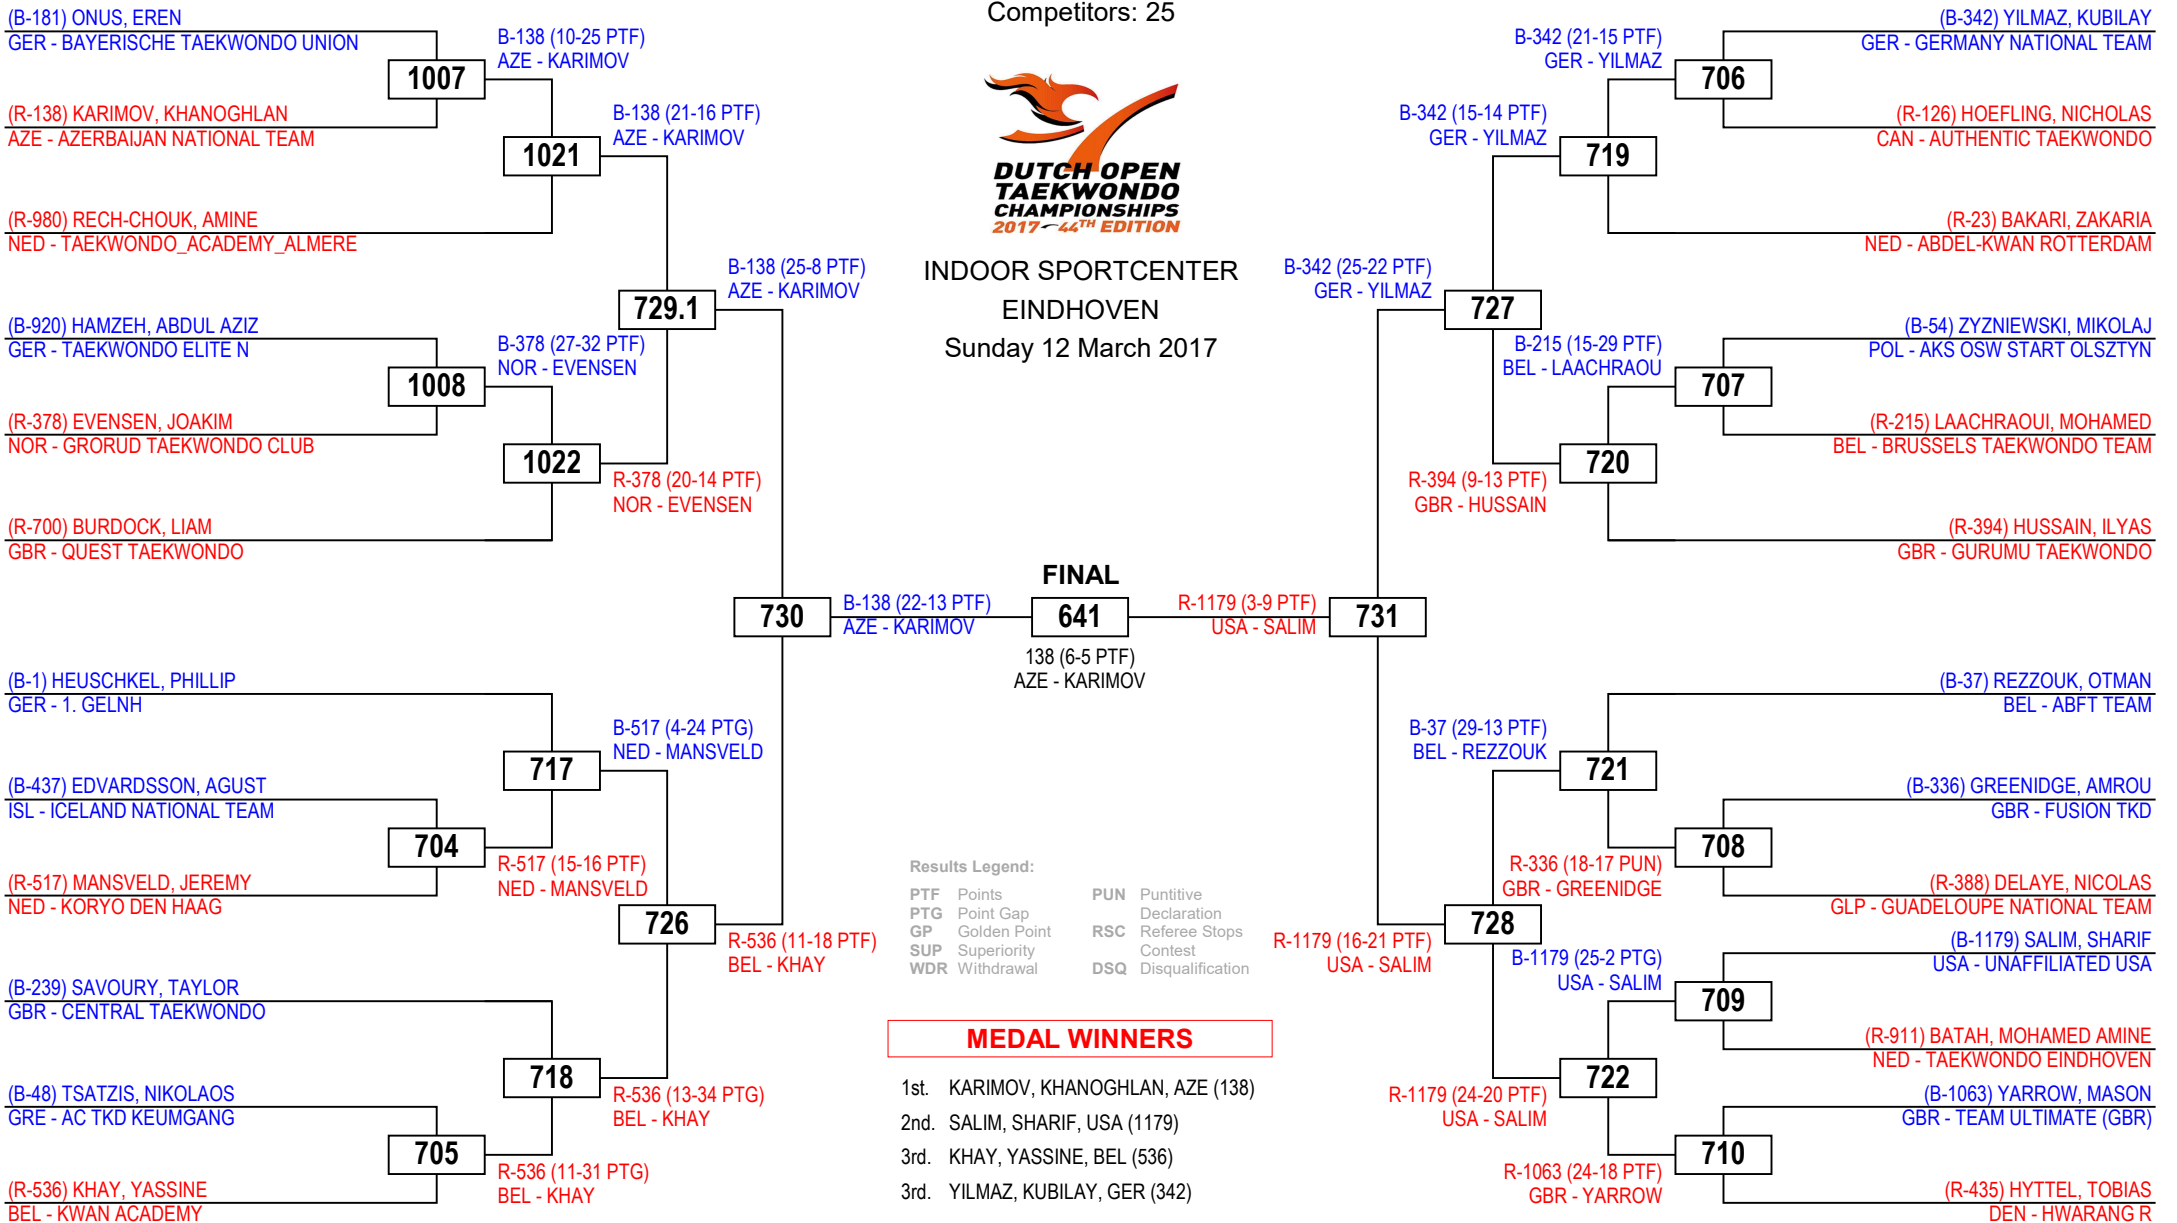 Competitors: 25
DUTCH OPEN
TAEKWONDO
CHAMPIONSHIPS
2017 44TH EDITION
INDOOR SPORTCENTER
EINDHOVEN
Sunday 12 March 2017
(B-181) ONUS, EREN
GER - BAYERISCHE TAEKWONDO UNION
1007
(R-138) KARIMOV, KHANOGHLAN
AZE - AZERBAIJAN NATIONAL TEAM
B-138 (10-25 PTF)
AZE - KARIMOV
1021
(R-980) RECH-CHOUK, AMINE
NED - TAEKWONDO_ACADEMY_ALMERE
B-138 (21-16 PTF)
AZE - KARIMOV
729.1
B-138 (25-8 PTF)
AZE - KARIMOV
(B-920) HAMZEH, ABDUL AZIZ
GER - TAEKWONDO ELITE N
1008
(R-378) EVENSEN, JOAKIM
NOR - GRORUD TAEKWONDO CLUB
B-378 (27-32 PTF)
NOR - EVENSEN
1022
(R-700) BURDOCK, LIAM
GBR - QUEST TAEKWONDO
R-378 (20-14 PTF)
NOR - EVENSEN
730
B-138 (22-13 PTF)
AZE - KARIMOV
(B-1) HEUSCHKEL, PHILLIP
GER - 1. GELNH
717
(B-437) EDVARDSSON, AGUST
ISL - ICELAND NATIONAL TEAM
704
(R-517) MANSVELD, JEREMY
NED - KORYO DEN HAAG
R-517 (15-16 PTF)
NED - MANSVELD
B-517 (4-24 PTG)
NED - MANSVELD
726
R-536 (11-18 PTF)
BEL - KHAY
(B-239) SAVOURY, TAYLOR
GBR - CENTRAL TAEKWONDO
718
(B-48) TSATZIS, NIKOLAOS
GRE - AC TKD KEUMGANG
705
(R-536) KHAY, YASSINE
BEL - KWAN ACADEMY
R-536 (11-31 PTG)
BEL - KHAY
R-536 (13-34 PTG)
BEL - KHAY
FINAL
641
138 (6-5 PTF)
AZE - KARIMOV
R-1179 (3-9 PTF)
USA - SALIM
731
(B-342) YILMAZ, KUBILAY
GER - GERMANY NATIONAL TEAM
706
(R-126) HOEFLING, NICHOLAS
CAN - AUTHENTIC TAEKWONDO
B-342 (21-15 PTF)
GER - YILMAZ
719
(R-23) BAKARI, ZAKARIA
NED - ABDEL-KWAN ROTTERDAM
B-342 (15-14 PTF)
GER - YILMAZ
727
B-342 (25-22 PTF)
GER - YILMAZ
(B-54) ZYZNIEWSKI, MIKOLAJ
POL - AKS OSW START OLSZTYN
707
(R-215) LAACHRAOUI, MOHAMED
BEL - BRUSSELS TAEKWONDO TEAM
B-215 (15-29 PTF)
BEL - LAACHRAOU
720
(R-394) HUSSAIN, ILYAS
GBR - GURUMU TAEKWONDO
R-394 (9-13 PTF)
GBR - HUSSAIN
(B-37) REZZOUK, OTMAN
BEL - ABFT TEAM
721
(B-336) GREENIDGE, AMROU
GBR - FUSION TKD
708
(R-388) DELAYE, NICOLAS
GLP - GUADELOUPE NATIONAL TEAM
R-336 (18-17 PUN)
GBR - GREENIDGE
B-37 (29-13 PTF)
BEL - REZZOUK
728
R-1179 (16-21 PTF)
USA - SALIM
(B-1179) SALIM, SHARIF
USA - UNAFFILIATED USA
709
(R-911) BATAH, MOHAMED AMINE
NED - TAEKWONDO EINDHOVEN
B-1179 (25-2 PTG)
USA - SALIM
722
R-1179 (24-20 PTF)
USA - SALIM
(B-1063) YARROW, MASON
GBR - TEAM ULTIMATE (GBR)
710
(R-435) HYTTEL, TOBIAS
DEN - HWARANG R
R-1063 (24-18 PTF)
GBR - YARROW
Results Legend:
PTF Points
PTG Point Gap
GP Golden Point
SUP Superiority
WDR Withdrawal
PUN Puntitive
Declaration
RSC Referee Stops
Contest
DSQ Disqualification
MEDAL WINNERS
1st. KARIMOV, KHANOGHLAN, AZE (138)
2nd. SALIM, SHARIF, USA (1179)
3rd. KHAY, YASSINE, BEL (536)
3rd. YILMAZ, KUBILAY, GER (342)